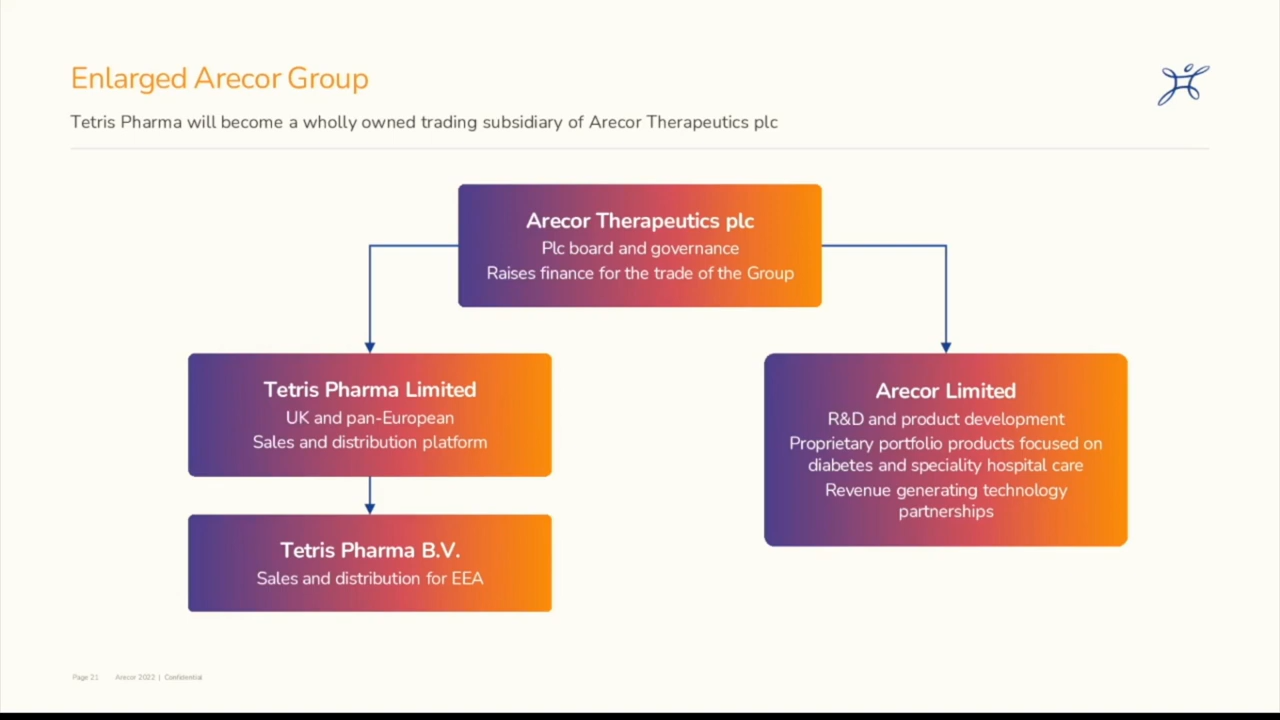 Enlarged Arecor Group
Tetris Pharma will become a wholly owned trading subsidiary of Arecor Therapeutics plc
Arecor Therapeutics plc
Plc board and governance
Raises finance for the trade of the Group
Tetris Pharma Limited
UK and pan-European
Sales and distribution platform
Arecor Limited
R&D and product development
Proprietary portfolio products focused on
diabetes and speciality hospital care
Revenue generating technology
partnerships
Tetris Pharma B.V.
Sales and distribution for EEA
Page 21 Arecor 2022 | Confidential